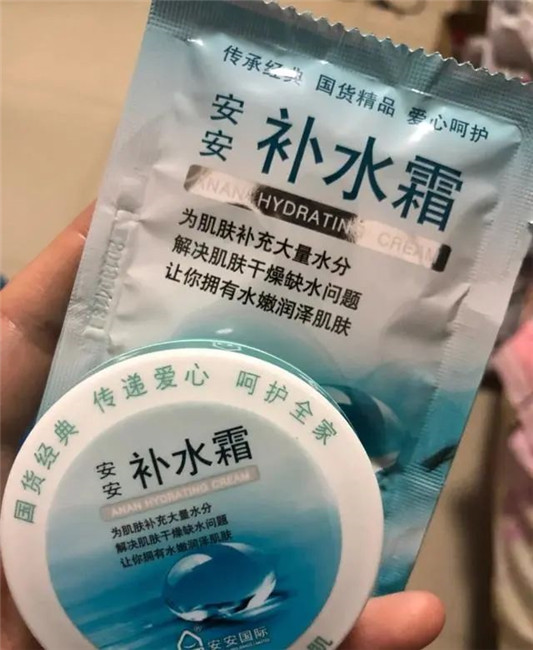 传承经典 国货精品 爱心呵护
安安
补水霜
ANAN HYDRATING CREAM
为肌肤补充大量水分
解决肌肤干燥缺水问题
让你拥有水嫩润泽肌肤
国货经典 传递爱心 呵护全家
安安
补水霜
ANAN HYDRATING CREAM
为肌肤补充大量水分
解决肌肤干燥缺水问题
让你拥有水嫩润泽肌肤
安安国际
肌